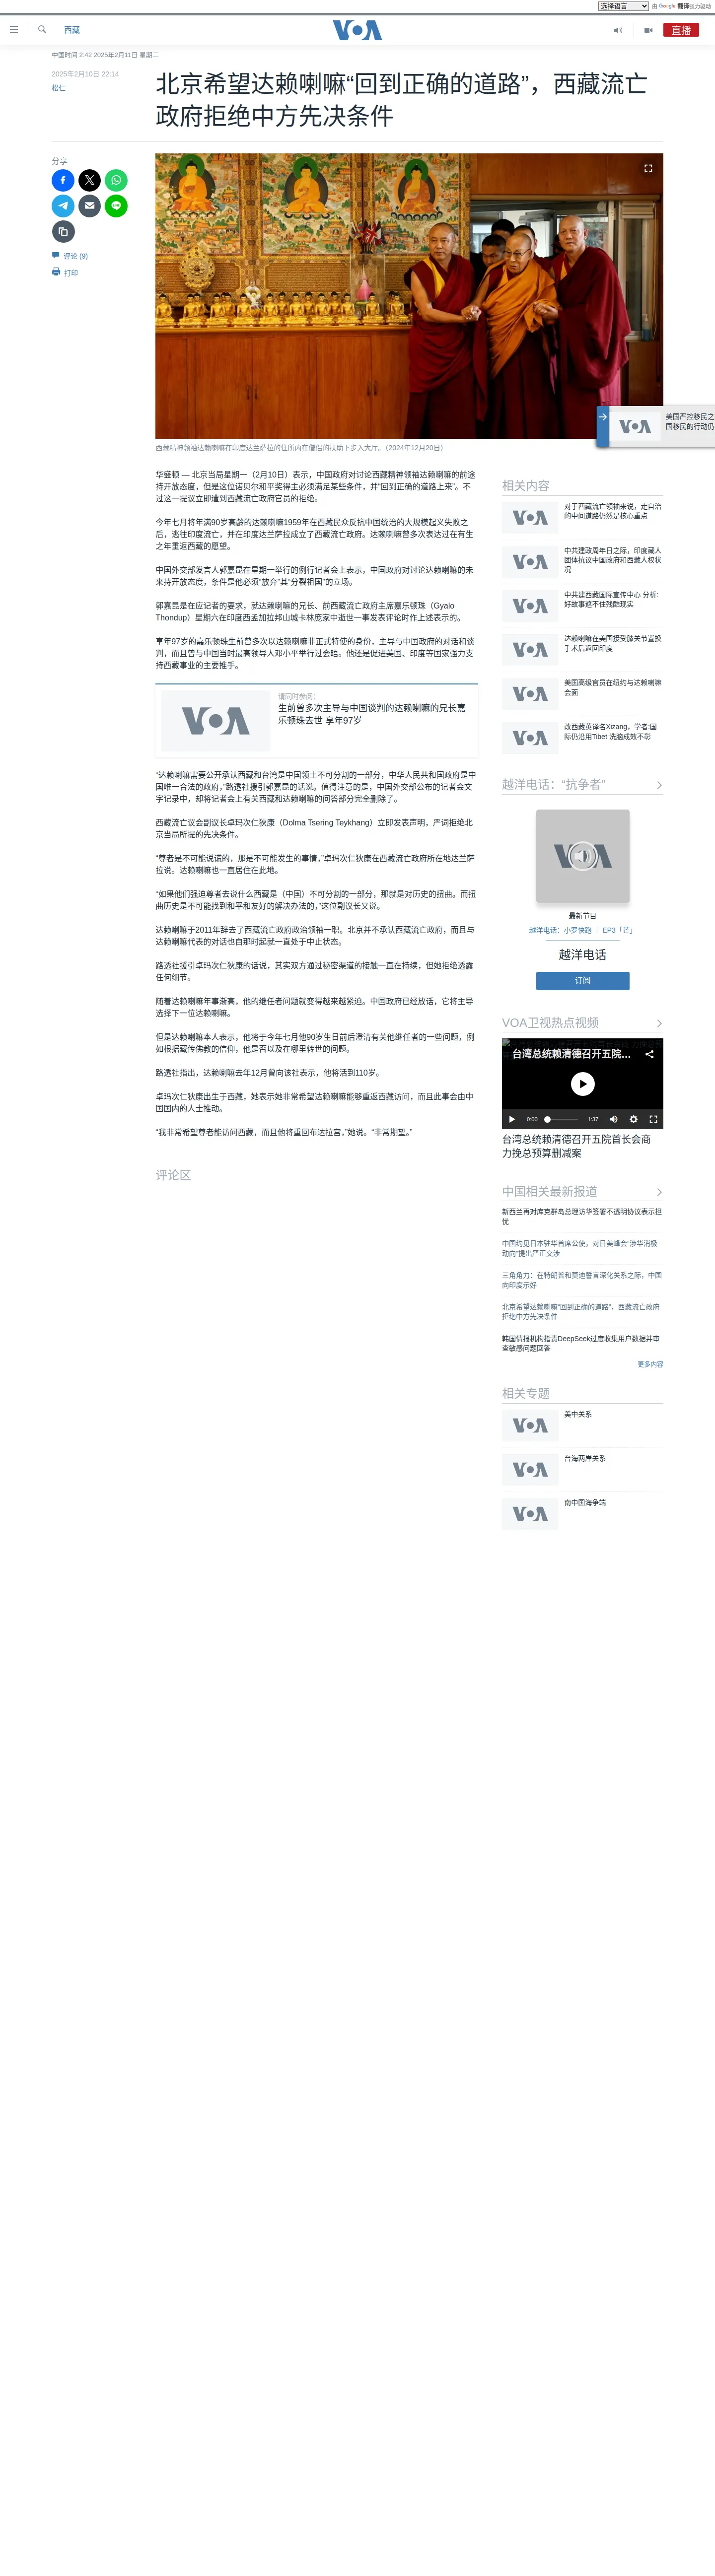 选择语言 由 Google 翻译强力驱动
西藏
VOA
直播
中国时间 2:42 2025年2月11日 星期二
2025年2月10日 22:14
松仁
北京希望达赖喇嘛“回到正确的道路”，西藏流亡
政府拒绝中方先决条件
分享
评论 (9)
打印
西藏精神领袖达赖喇嘛在印度达兰萨拉的住所内在僧侣的扶助下步入大厅。（2024年12月20日）
美国严控移民之
国移民的行动仍
VOA
华盛顿 — 北京当局星期一（2月10日）表示，中国政府对讨论西藏精神领袖达赖喇嘛的前途
持开放态度，但是这位诺贝尔和平奖得主必须满足某些条件，并“回到正确的道路上来”。不
过这一提议立即遭到西藏流亡政府官员的拒绝。
今年七月将年满90岁高龄的达赖喇嘛1959年在西藏民众反抗中国统治的大规模起义失败之
后，逃往印度流亡，并在印度达兰萨拉成立了西藏流亡政府。达赖喇嘛曾多次表达过在有生
之年重返西藏的愿望。
中国外交部发言人郭嘉昆在星期一举行的例行记者会上表示，中国政府对讨论达赖喇嘛的未
来持开放态度，条件是他必须“放弃”其“分裂祖国”的立场。
郭嘉昆是在应记者的要求，就达赖喇嘛的兄长、前西藏流亡政府主席嘉乐顿珠（Gyalo
Thondup）星期六在印度西孟加拉邦山城卡林庞家中逝世一事发表评论时作上述表示的。
享年97岁的嘉乐顿珠生前曾多次以达赖喇嘛非正式特使的身份，主导与中国政府的对话和谈
判，而且曾与中国当时最高领导人邓小平举行过会晤。他还是促进美国、印度等国家强力支
持西藏事业的主要推手。
VOA
请同时参阅：
生前曾多次主导与中国谈判的达赖喇嘛的兄长嘉
乐顿珠去世 享年97岁
“达赖喇嘛需要公开承认西藏和台湾是中国领土不可分割的一部分，中华人民共和国政府是中
国唯一合法的政府，”路透社援引郭嘉昆的话说。值得注意的是，中国外交部公布的记者会文
字记录中，却将记者会上有关西藏和达赖喇嘛的问答部分完全删除了。
西藏流亡议会副议长卓玛次仁狄康（Dolma Tsering Teykhang）立即发表声明，严词拒绝北
京当局所提的先决条件。
“尊者是不可能说谎的，那是不可能发生的事情，”卓玛次仁狄康在西藏流亡政府所在地达兰萨
拉说。达赖喇嘛也一直居住在此地。
“如果他们强迫尊者去说什么西藏是（中国）不可分割的一部分，那就是对历史的扭曲。而扭
曲历史是不可能找到和平和友好的解决办法的，”这位副议长又说。
达赖喇嘛于2011年辞去了西藏流亡政府政治领袖一职。北京并不承认西藏流亡政府，而且与
达赖喇嘛代表的对话也自那时起就一直处于中止状态。
路透社援引卓玛次仁狄康的话说，其实双方通过秘密渠道的接触一直在持续，但她拒绝透露
任何细节。
随着达赖喇嘛年事渐高，他的继任者问题就变得越来越紧迫。中国政府已经放话，它将主导
选择下一位达赖喇嘛。
但是达赖喇嘛本人表示，他将于今年七月他90岁生日前后澄清有关他继任者的一些问题，例
如根据藏传佛教的信仰，他是否以及在哪里转世的问题。
路透社指出，达赖喇嘛去年12月曾向该社表示，他将活到110岁。
卓玛次仁狄康出生于西藏，她表示她非常希望达赖喇嘛能够重返西藏访问，而且此事会由中
国国内的人士推动。
“我非常希望尊者能访问西藏，而且他将重回布达拉宫，”她说。“非常期望。”
评论区
相关内容
VOA
对于西藏流亡领袖来说，走自治
的中间道路仍然是核心重点
VOA
中共建政周年日之际，印度藏人
团体抗议中国政府和西藏人权状
况
VOA
中共建西藏国际宣传中心 分析:
好故事遮不住残酷现实
VOA
达赖喇嘛在美国接受膝关节置换
手术后返回印度
VOA
美国高级官员在纽约与达赖喇嘛
会面
VOA
改西藏英译名Xizang，学者:国
际仍沿用Tibet 洗脑成效不彰
越洋电话：“抗争者”
VOA
最新节目
越洋电话：小罗快跑 ｜ EP3「芒」
越洋电话
订阅
VOA卫视热点视频
台湾总统赖清德召开五院...
0:00
1:37
台湾总统赖清德召开五院首长会商
力挽总预算删减案
中国相关最新报道
新西兰再对库克群岛总理访华签署不透明协议表示担
忧
中国约见日本驻华首席公使，对日美峰会“涉华消极
动向”提出严正交涉
三角角力：在特朗普和莫迪誓言深化关系之际，中国
向印度示好
北京希望达赖喇嘛“回到正确的道路”，西藏流亡政府
拒绝中方先决条件
韩国情报机构指责DeepSeek过度收集用户数据并审
查敏感问题回答
更多内容
相关专题
VOA
美中关系
VOA
台海两岸关系
VOA
南中国海争端